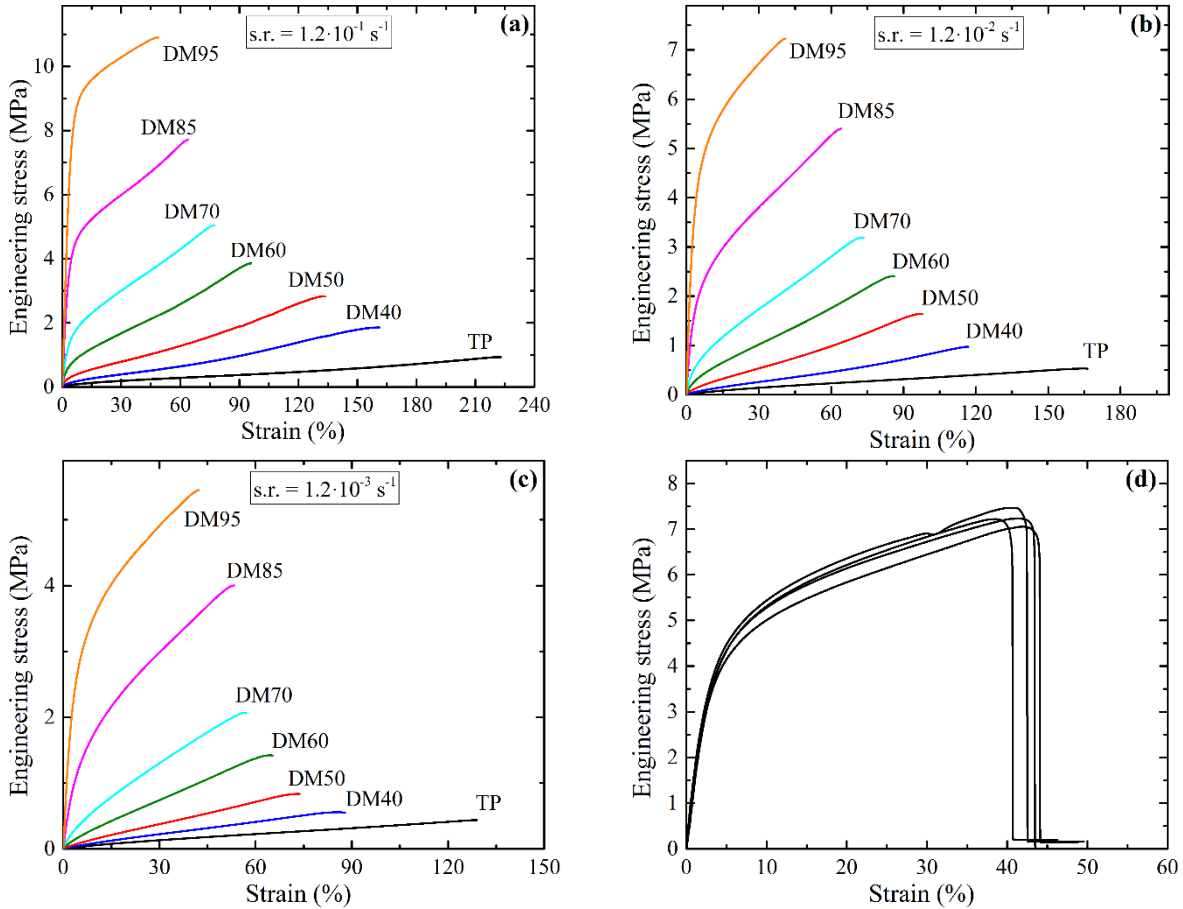 (a)
s.r. = 1.2·10⁻¹ s⁻¹
DM95
DM85
DM70
DM60
DM50
DM40
TP
Engineering stress (MPa)
10
8
6
4
2
0
0 30 60 90 120 150 180 210 240
Strain (%)
(b)
s.r. = 1.2·10⁻² s⁻¹
DM95
DM85
DM70
DM60
DM50
DM40
TP
Engineering stress (MPa)
7
6
5
4
3
2
1
0
0 30 60 90 120 150 180
Strain (%)
(c)
s.r. = 1.2·10⁻³ s⁻¹
DM95
DM85
DM70
DM60
DM50
DM40
TP
Engineering stress (MPa)
4
2
0
0 30 60 90 120 150
Strain (%)
(d)
Engineering stress (MPa)
8
7
6
5
4
3
2
1
0
0 10 20 30 40 50 60
Strain (%)